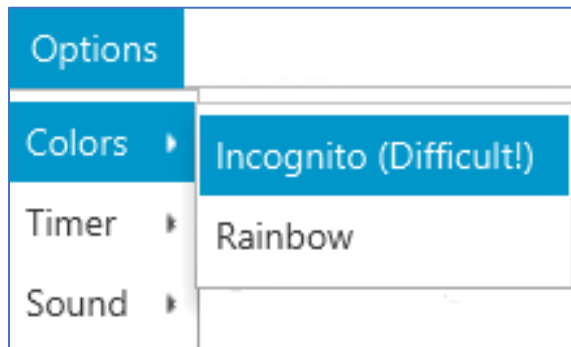 Options
Colors
Incognito (Difficult!)
Rainbow
Timer
Sound